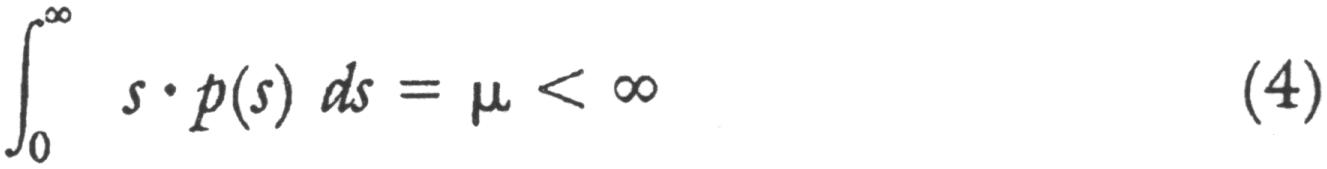 ∫₀^∞ s · p(s) ds = μ < ∞ (4)